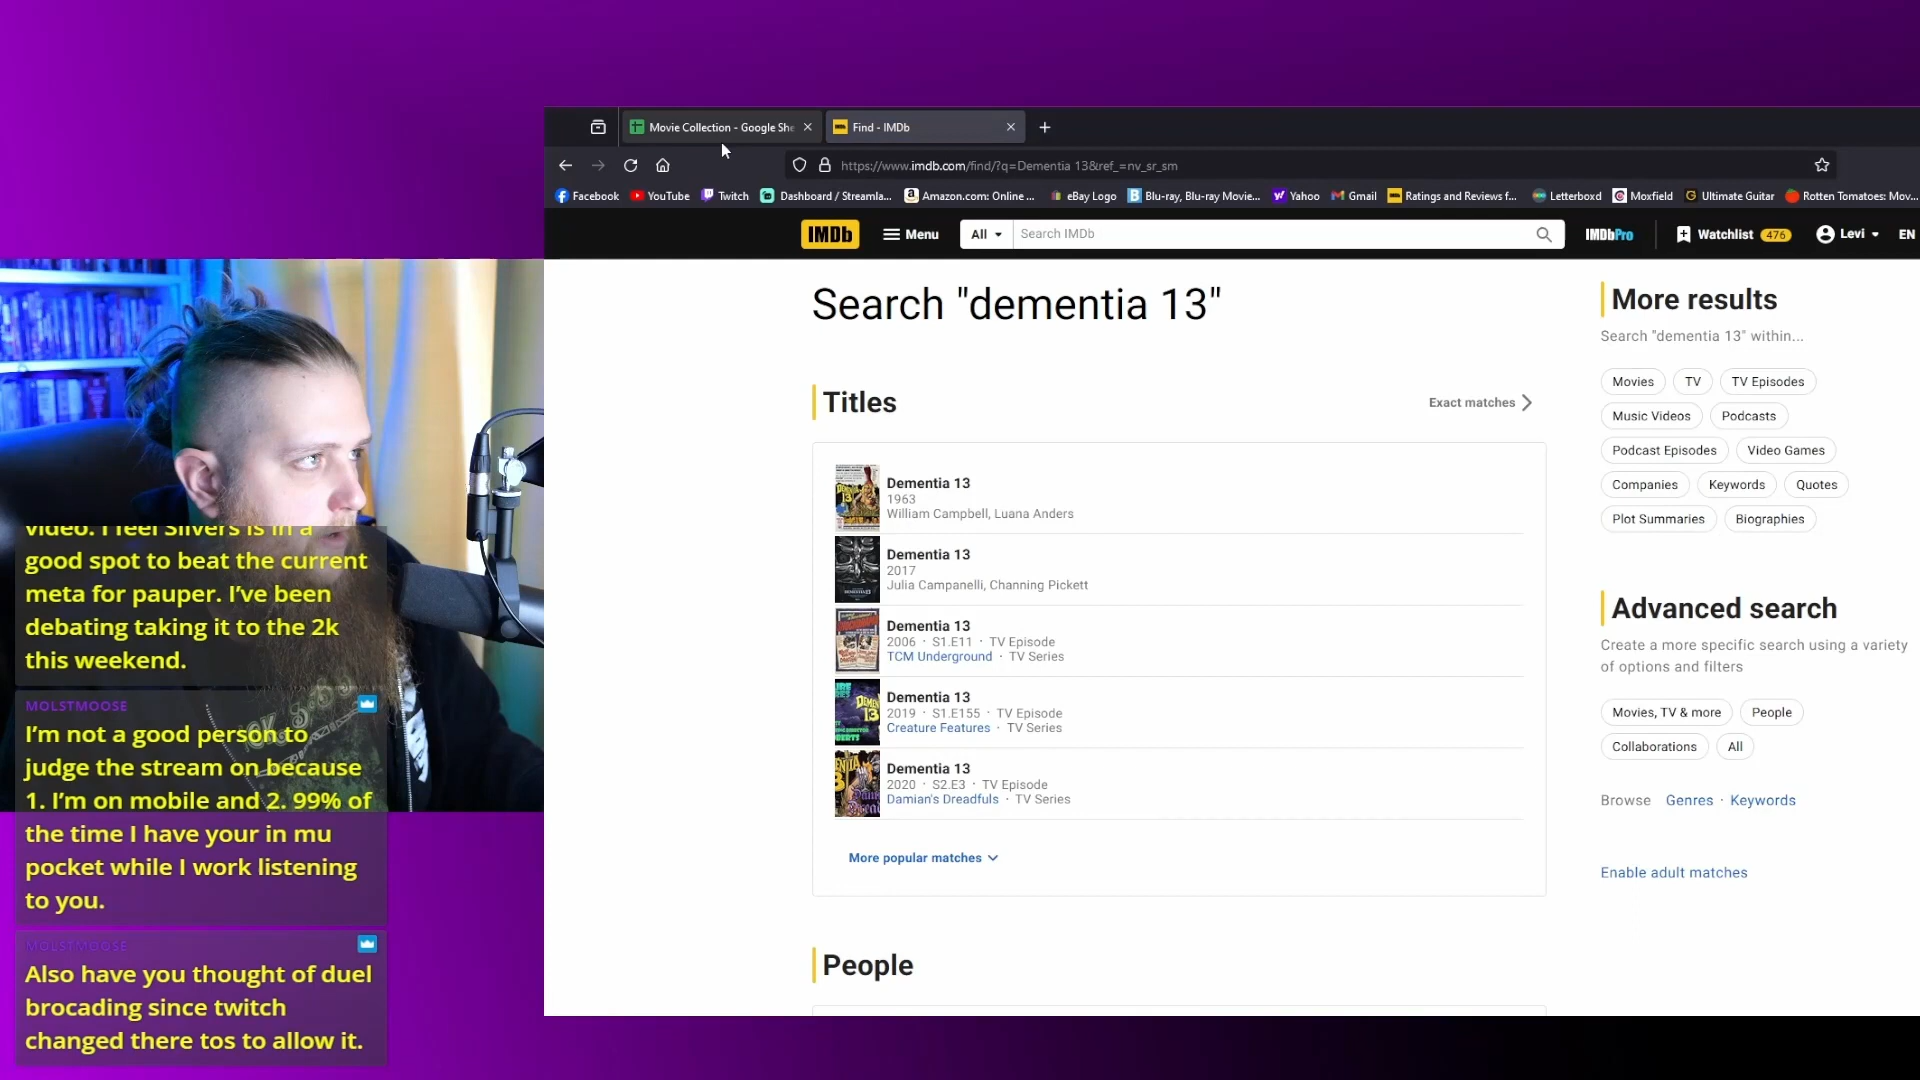 Movie Collection - Google She
Find - IMDb
https://www.imdb.com/find/?q=Dementia 13&ref_=nv_sr_sm
Facebook
YouTube
Twitch
Dashboard / Streamla...
Amazon.com: Online ...
eBay Logo
Blu-ray, Blu-ray Movie...
Yahoo
Gmail
Ratings and Reviews f...
Letterboxd
Moxfield
Ultimate Guitar
Rotten Tomatoes: Mov...
IMDb
Menu
All
Search IMDb
IMDbPro
Watchlist 476
Levi
EN
Search "dementia 13"
Titles
Exact matches
Dementia 13
1963
William Campbell, Luana Anders
Dementia 13
2017
Julia Campanelli, Channing Pickett
Dementia 13
2006 · S1.E11 · TV Episode
TCM Underground · TV Series
Dementia 13
2019 · S1.E155 · TV Episode
Creature Features · TV Series
Dementia 13
2020 · S2.E3 · TV Episode
Damian's Dreadfuls · TV Series
More popular matches
People
More results
Search "dementia 13" within...
Movies
TV
TV Episodes
Music Videos
Podcasts
Podcast Episodes
Video Games
Companies
Keywords
Quotes
Plot Summaries
Biographies
Advanced search
Create a more specific search using a variety
of options and filters
Movies, TV & more
People
Collaborations
All
Browse Genres · Keywords
Enable adult matches
video. I feel Slivers is in a
good spot to beat the current
meta for pauper. I've been
debating taking it to the 2k
this weekend.
MOLSTMOOSE
I'm not a good person to
judge the stream on because
1. I'm on mobile and 2. 99% of
the time I have your in mu
pocket while I work listening
to you.
MOLSTMOOSE
Also have you thought of duel
brocading since twitch
changed there tos to allow it.